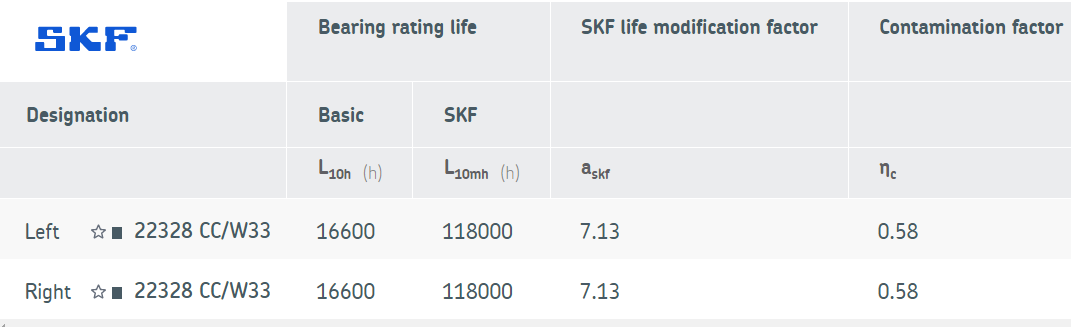 SKF®
Bearing rating life SKF life modification factor Contamination factor
Designation Basic SKF
L10h (h) L10mh (h) askf ηc
Left ☆ ■ 22328 CC/W33 16600 118000 7.13 0.58
Right ☆ ■ 22328 CC/W33 16600 118000 7.13 0.58